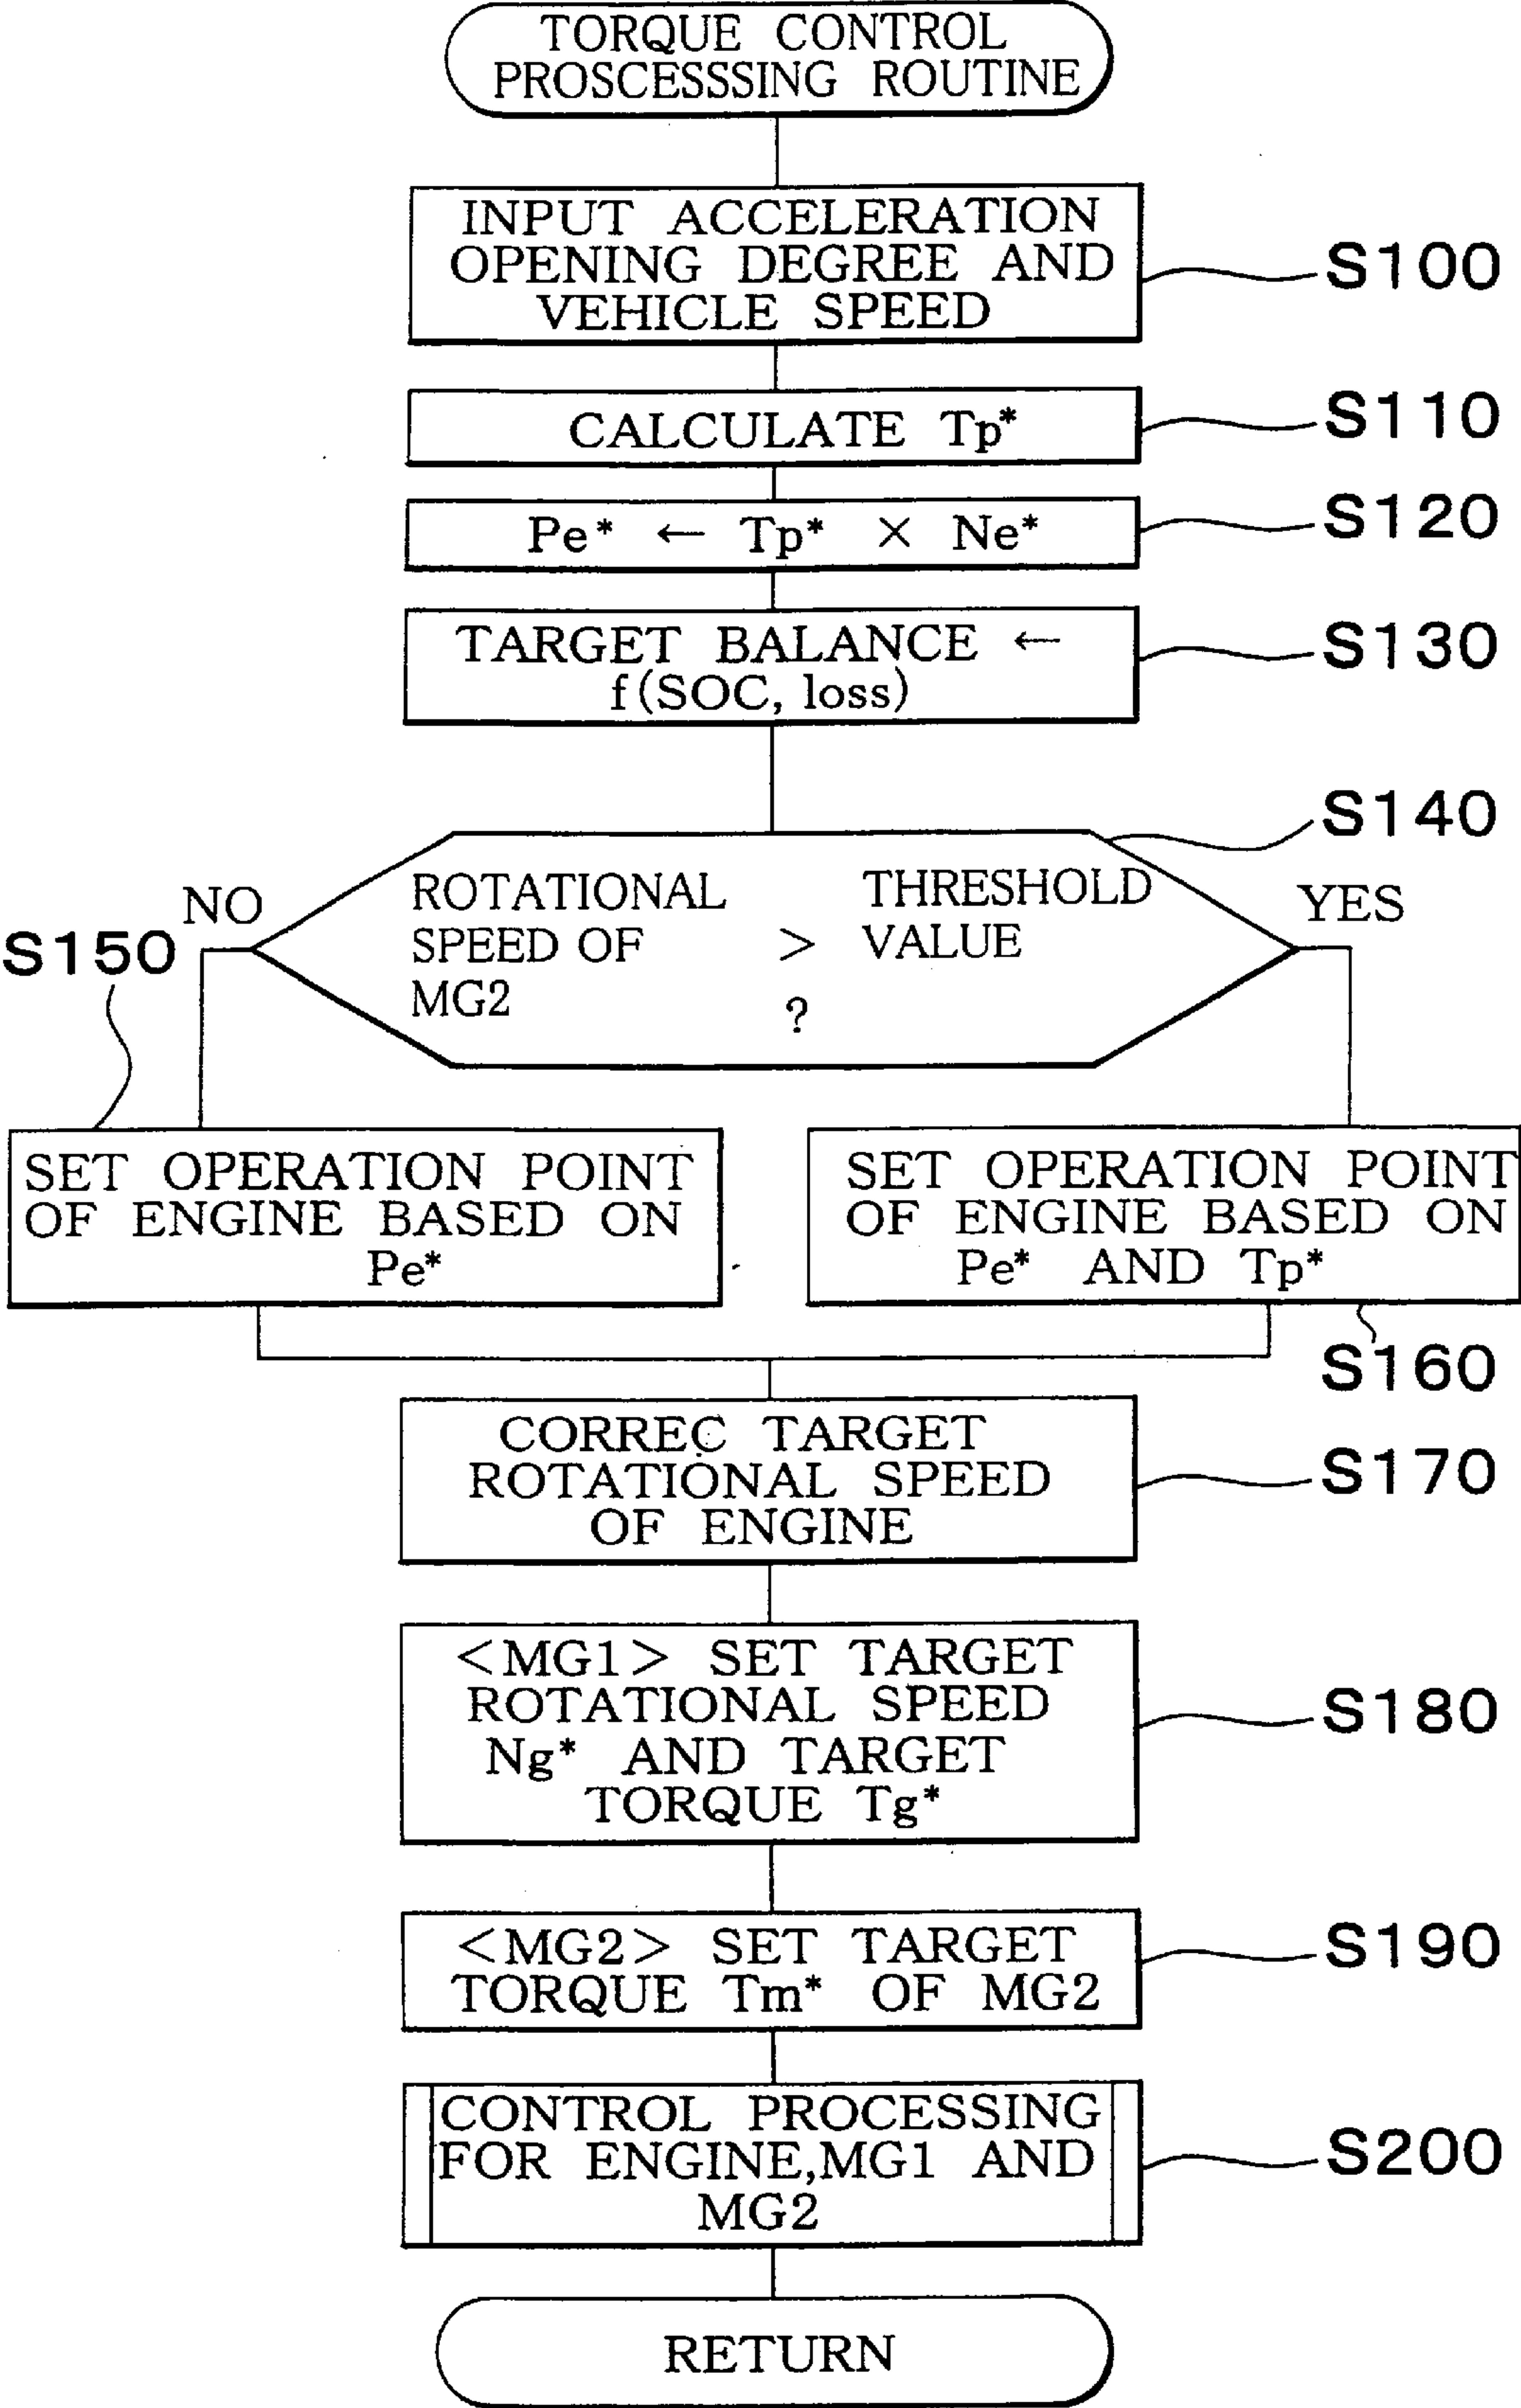 TORQUE CONTROL
PROSCESSSING ROUTINE
INPUT ACCELERATION
OPENING DEGREE AND
VEHICLE SPEED
S100
CALCULATE Tp*
S110
Pe* ← Tp* × Ne*
S120
TARGET BALANCE ←
f(SOC, loss)
S130
S140
ROTATIONAL
SPEED OF
MG2
>
?
THRESHOLD
VALUE
NO
YES
S150
SET OPERATION POINT
OF ENGINE BASED ON
Pe*
SET OPERATION POINT
OF ENGINE BASED ON
Pe* AND Tp*
S160
CORREC TARGET
ROTATIONAL SPEED
OF ENGINE
S170
<MG1> SET TARGET
ROTATIONAL SPEED
Ng* AND TARGET
TORQUE Tg*
S180
<MG2> SET TARGET
TORQUE Tm* OF MG2
S190
CONTROL PROCESSING
FOR ENGINE,MG1 AND
MG2
S200
RETURN